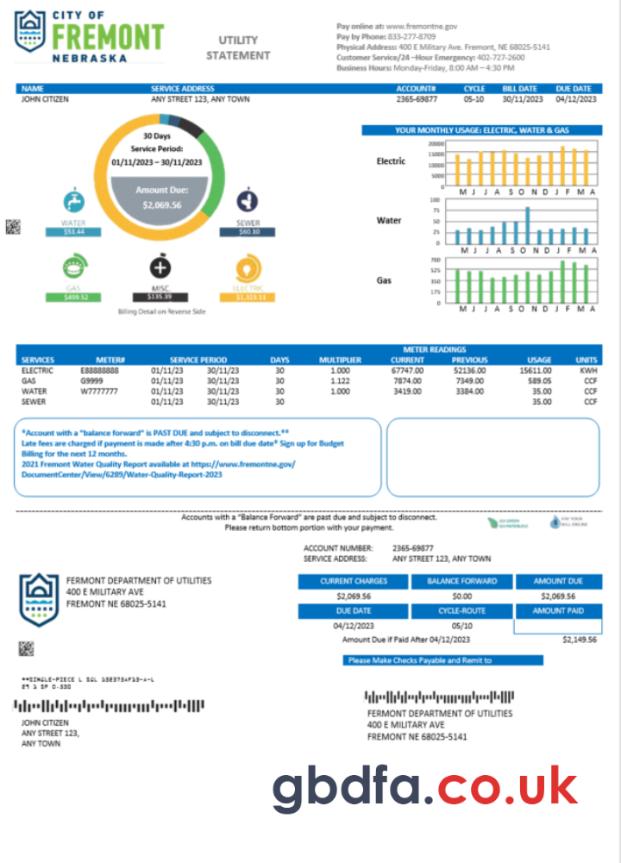 CITY OF
FREMONT
NEBRASKA
UTILITY
STATEMENT
Pay online at: www.fremontne.gov
Pay by Phone: 833-277-8709
Physical Address: 400 E Military Ave. Fremont, NE 68025-5141
Customer Service/24 –Hour Emergency: 402-727-2600
Business Hours: Monday-Friday, 8:00 AM – 4:30 PM
NAME SERVICE ADDRESS ACCOUNT# CYCLE BILL DATE DUE DATE
JOHN CITIZEN ANY STREET 123, ANY TOWN 2365-69877 05-10 30/11/2023 04/12/2023
30 Days
Service Period:
01/11/2023 – 30/11/2023
Amount Due:
$2,069.56
WATER
$53.44
SEWER
$60.30
GAS
MISC.
$135.39
ELECTRIC
Billing Detail on Reverse Side
YOUR MONTHLY USAGE: ELECTRIC, WATER & GAS
Electric
20000
15000
10000
5000
0
M J J A S O N D J F M A
Water
100
75
50
25
0
M J J A S O N D J F M A
Gas
700
525
350
175
0
M J J A S O N D J F M A
METER READINGS
SERVICES METER# SERVICE PERIOD DAYS MULTIPLIER CURRENT PREVIOUS USAGE UNITS
ELECTRIC E88888888 01/11/23 30/11/23 30 1.000 67747.00 52136.00 15611.00 KWH
GAS G9999 01/11/23 30/11/23 30 1.122 7874.00 7349.00 589.05 CCF
WATER W7777777 01/11/23 30/11/23 30 1.000 3419.00 3384.00 35.00 CCF
SEWER 01/11/23 30/11/23 30 35.00 CCF
*Account with a "balance forward" is PAST DUE and subject to disconnect.**
Late fees are charged if payment is made after 4:30 p.m. on bill due date* Sign up for Budget
Billing for the next 12 months.
2021 Fremont Water Quality Report available at https://www.fremontne.gov/
DocumentCenter/View/6289/Water-Quality-Report-2023
Accounts with a "Balance Forward" are past due and subject to disconnect.
Please return bottom portion with your payment.
ACCOUNT NUMBER: 2365-69877
SERVICE ADDRESS: ANY STREET 123, ANY TOWN
FERMONT DEPARTMENT OF UTILITIES
400 E MILITARY AVE
FREMONT NE 68025-5141
CURRENT CHARGES BALANCE FORWARD AMOUNT DUE
$2,069.56 $0.00 $2,069.56
DUE DATE CYCLE-ROUTE AMOUNT PAID
04/12/2023 05/10
Amount Due if Paid After 04/12/2023 $2,149.56
Please Make Checks Payable and Remit to
JOHN CITIZEN
ANY STREET 123,
ANY TOWN
FERMONT DEPARTMENT OF UTILITIES
400 E MILITARY AVE
FREMONT NE 68025-5141
gbdfa.co.uk